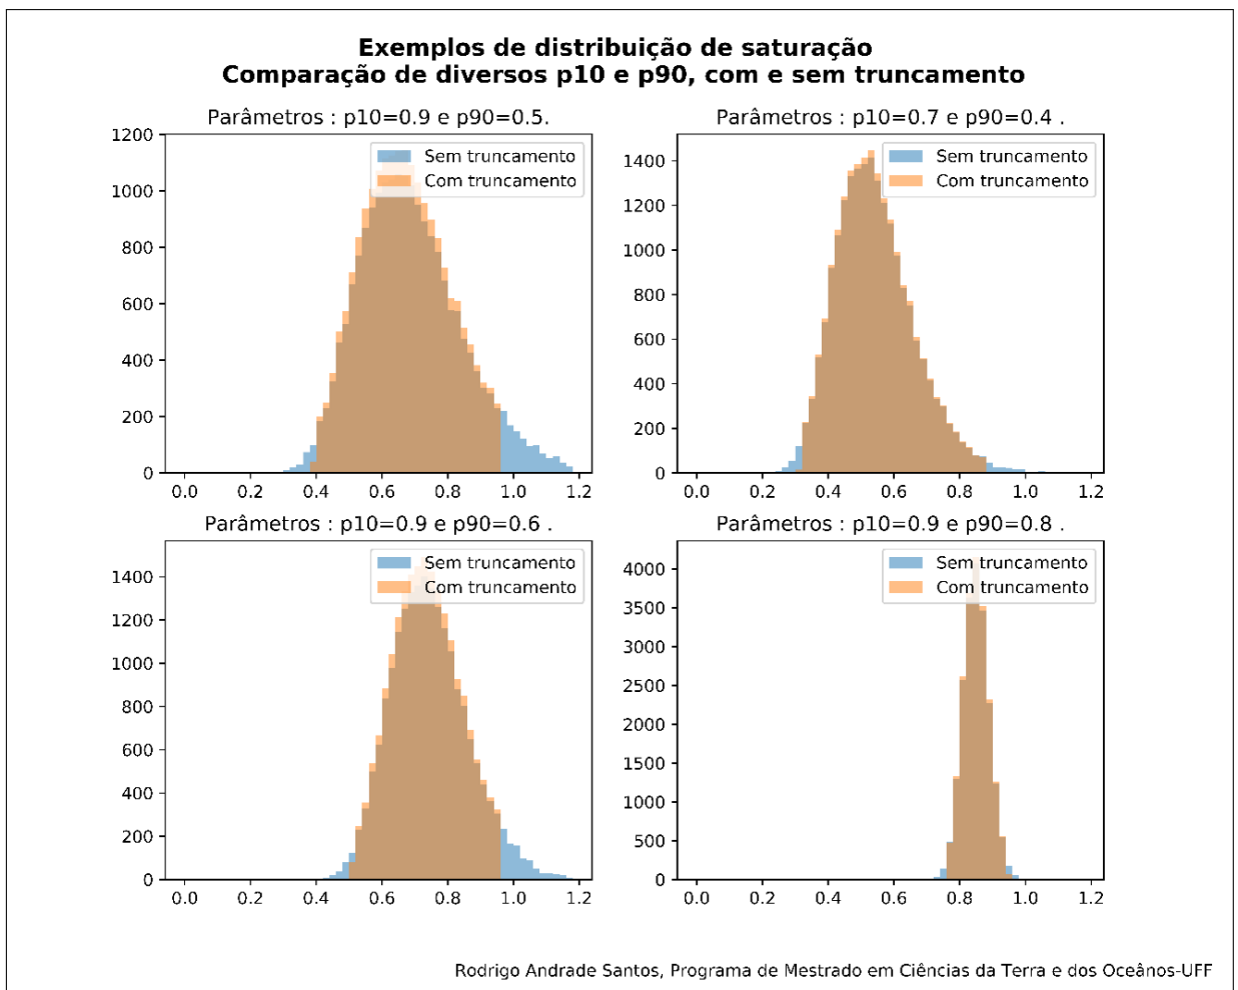 Exemplos de distribuição de saturação
Comparação de diversos p10 e p90, com e sem truncamento
Parâmetros : p10=0.9 e p90=0.5.
1200
1000
800
600
400
200
0
0.0 0.2 0.4 0.6 0.8 1.0 1.2
Sem truncamento
Com truncamento
Parâmetros : p10=0.7 e p90=0.4 .
1400
1200
1000
800
600
400
200
0
0.0 0.2 0.4 0.6 0.8 1.0 1.2
Sem truncamento
Com truncamento
Parâmetros : p10=0.9 e p90=0.6 .
1400
1200
1000
800
600
400
200
0
0.0 0.2 0.4 0.6 0.8 1.0 1.2
Sem truncamento
Com truncamento
Parâmetros : p10=0.9 e p90=0.8 .
4000
3500
3000
2500
2000
1500
1000
500
0
0.0 0.2 0.4 0.6 0.8 1.0 1.2
Sem truncamento
Com truncamento
Rodrigo Andrade Santos, Programa de Mestrado em Ciências da Terra e dos Oceânos-UFF